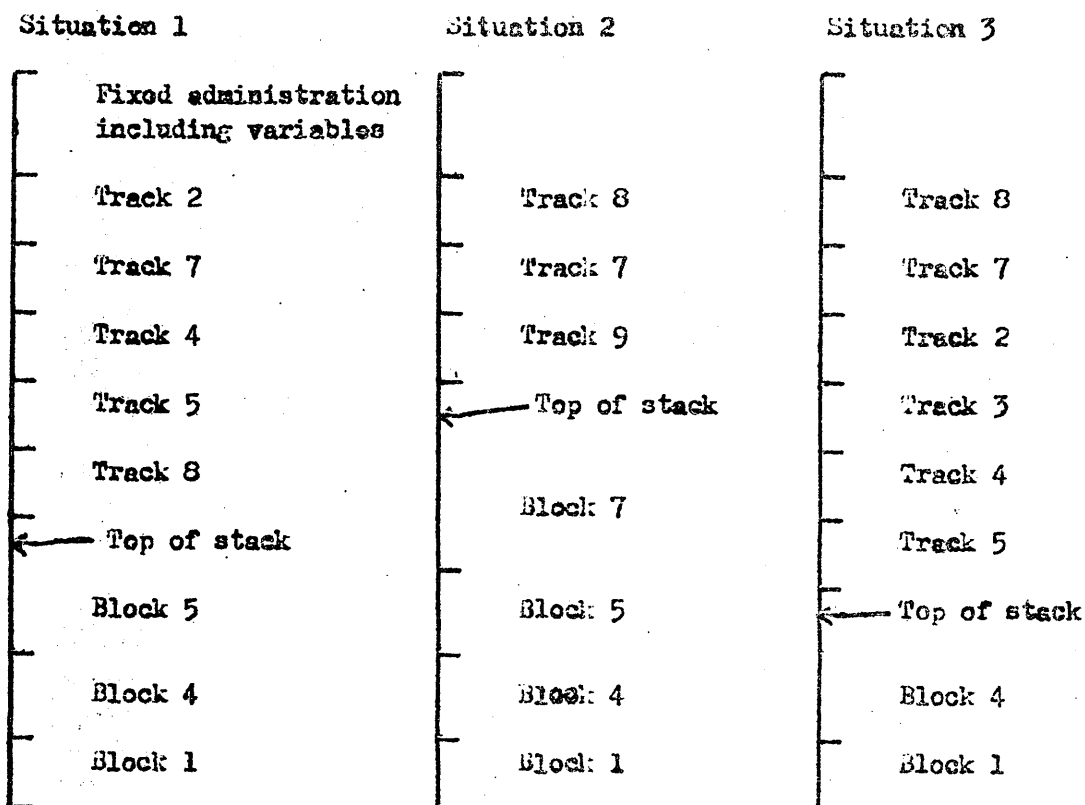 Situation 1
Fixed administration
including variables
Track 2
Track 7
Track 4
Track 5
Track 8
Top of stack
Block 5
Block 4
Block 1
Situation 2
Track 8
Track 7
Track 9
Top of stack
Block 7
Block 5
Block 4
Block 1
Situation 3
Track 8
Track 7
Track 2
Track 3
Track 4
Track 5
Top of stack
Block 4
Block 1